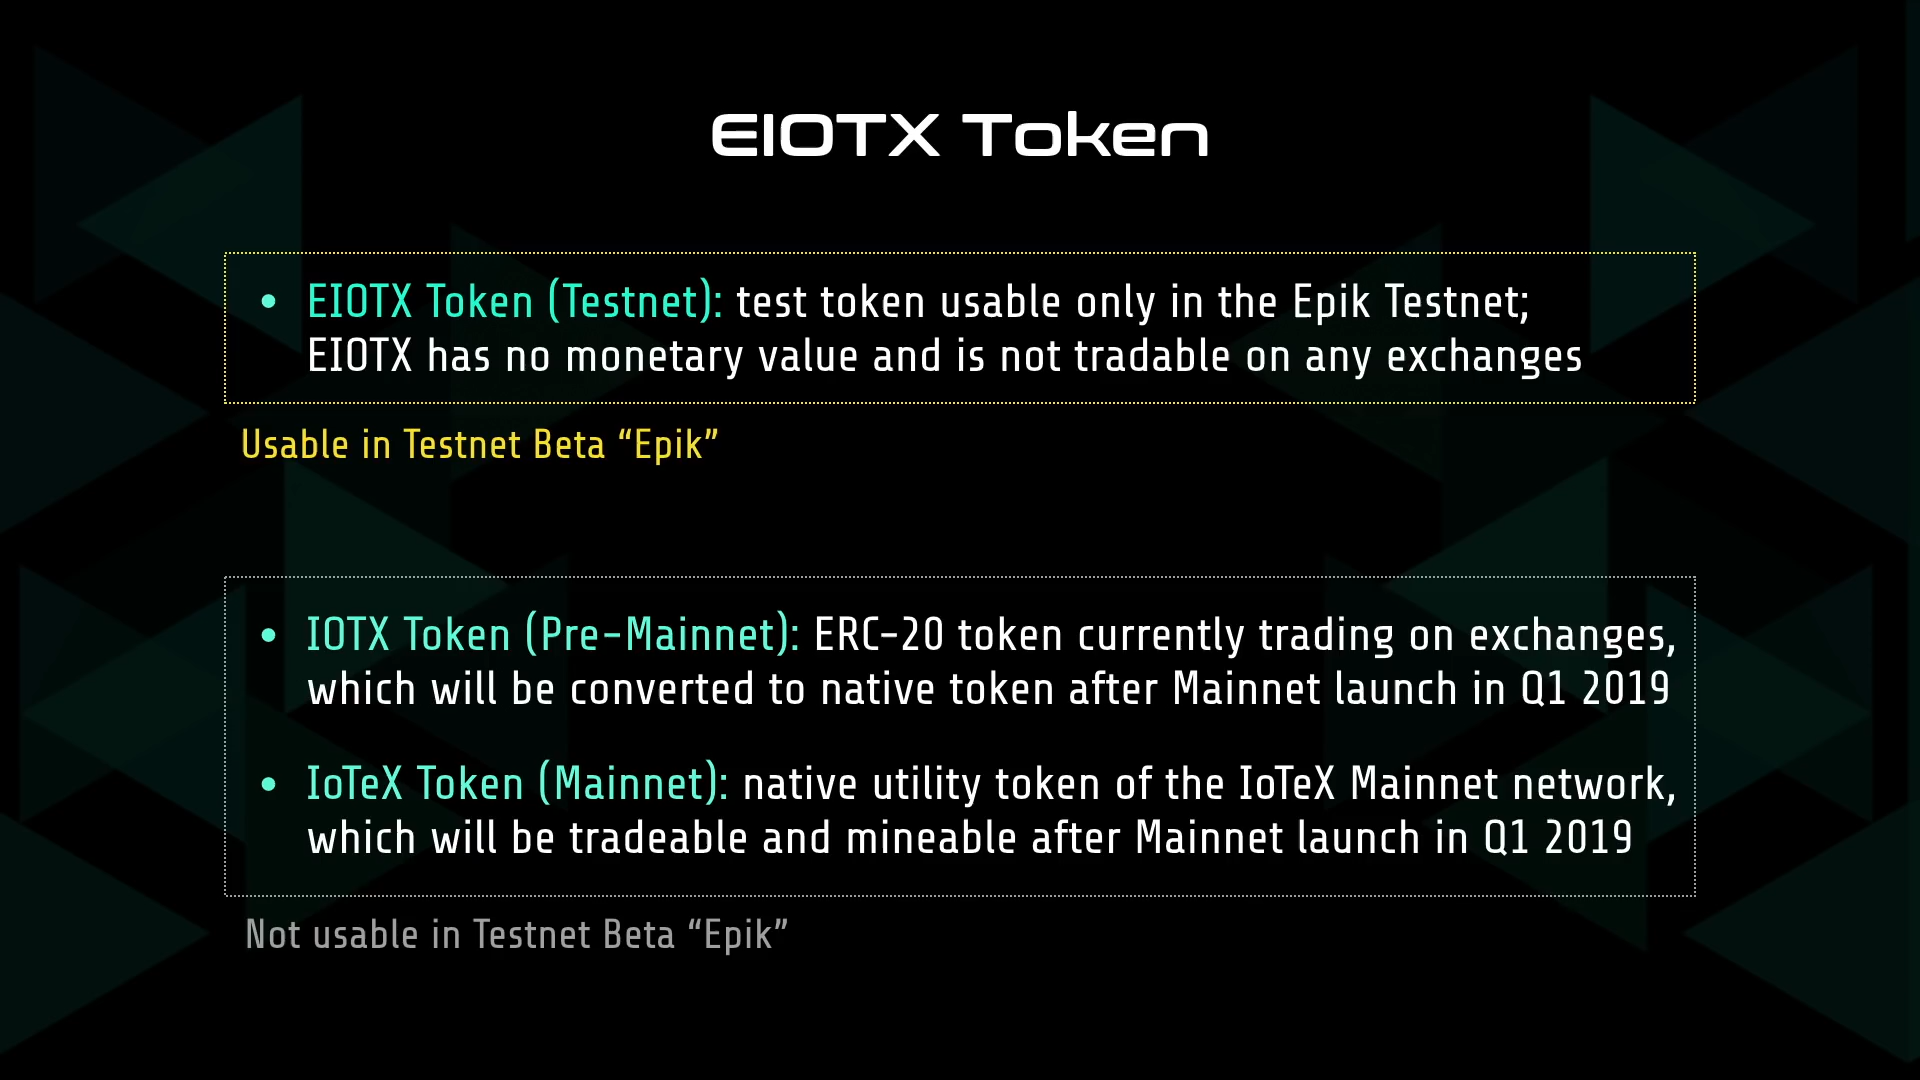 EIOTX Token
• EIOTX Token (Testnet): test token usable only in the Epik Testnet;
EIOTX has no monetary value and is not tradable on any exchanges
Usable in Testnet Beta “Epik”
• IOTX Token (Pre-Mainnet): ERC-20 token currently trading on exchanges,
which will be converted to native token after Mainnet launch in Q1 2019
• IoTeX Token (Mainnet): native utility token of the IoTeX Mainnet network,
which will be tradeable and mineable after Mainnet launch in Q1 2019
Not usable in Testnet Beta “Epik”